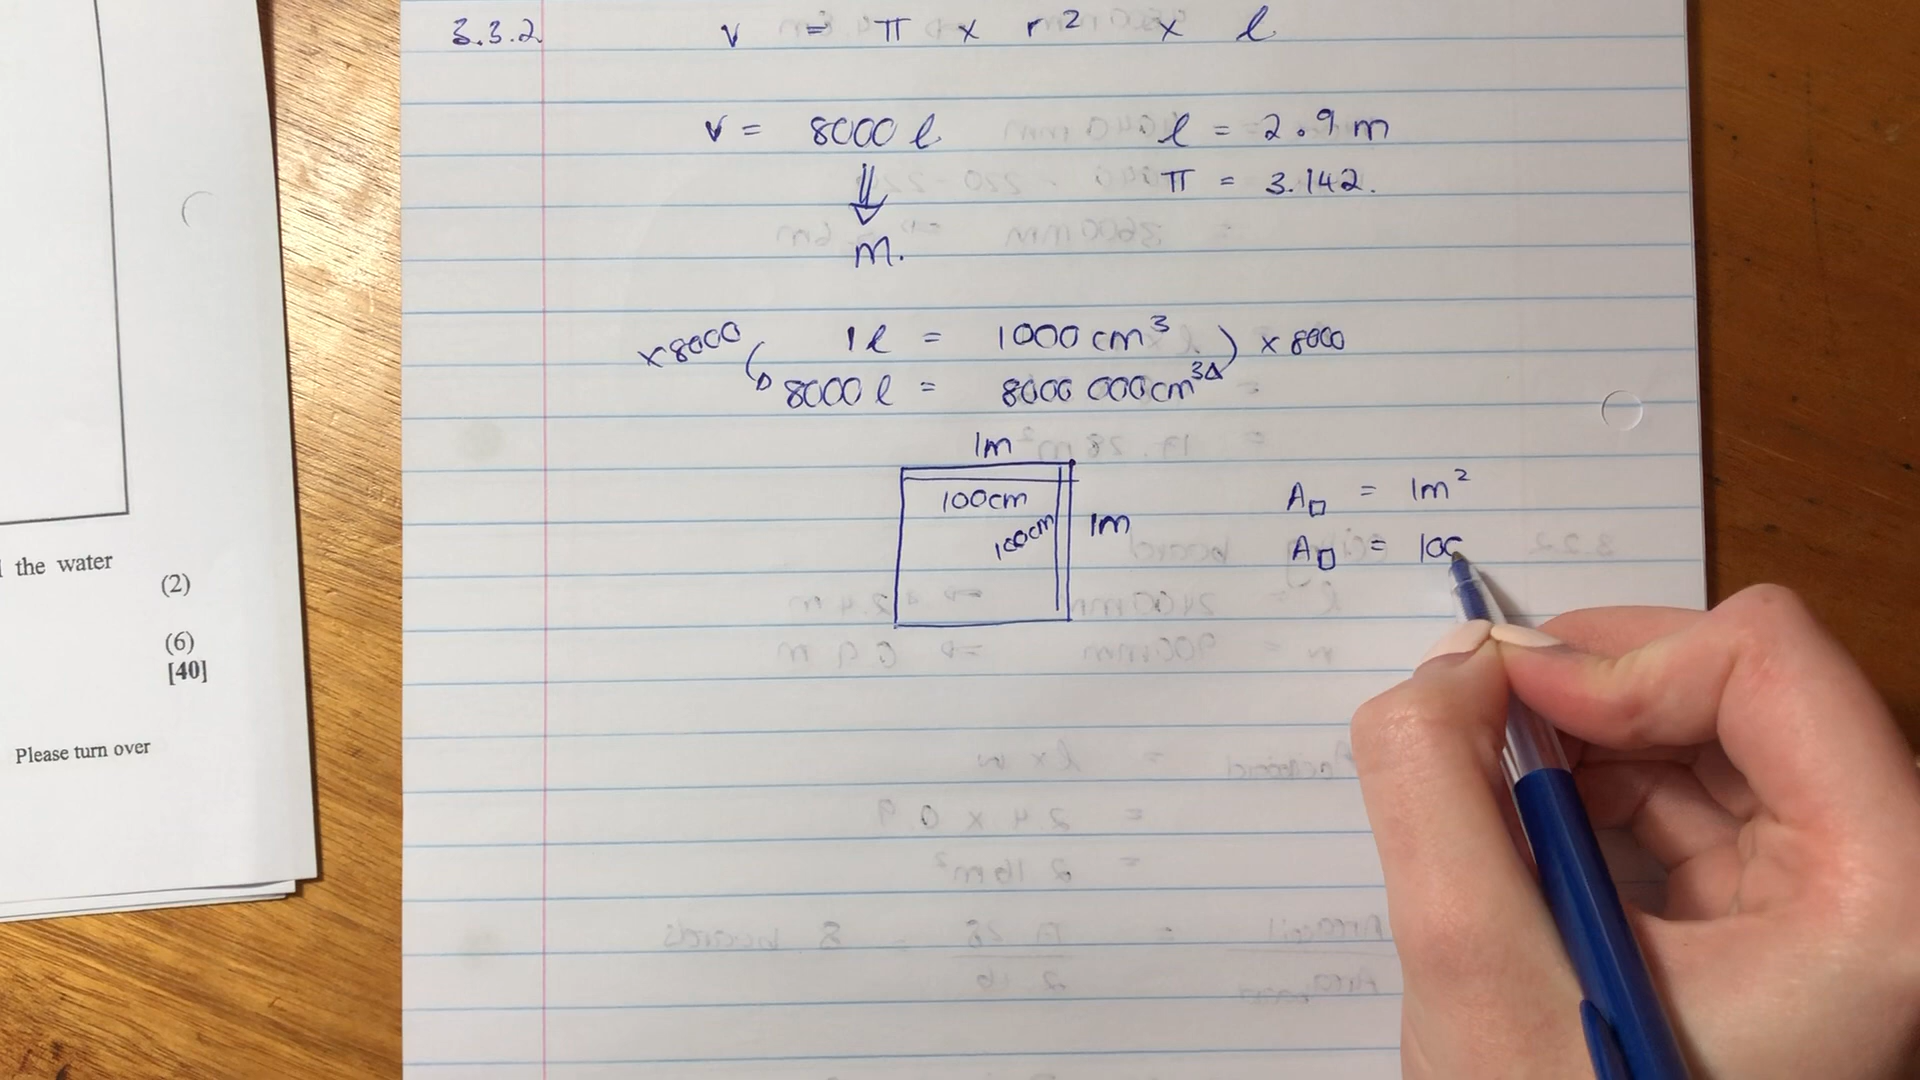 the water
(2)
(6)
[40]
Please turn over
3.3.2 v = π x r² x l
v = 8000 l l = 2.9 m
π = 3.142.
m.
x 8000 1 l = 1000 cm³ x 8000
8000 l = 8000 000 cm³
1m
100cm
100cm
1m
A□ = 1m²
A□ = 100